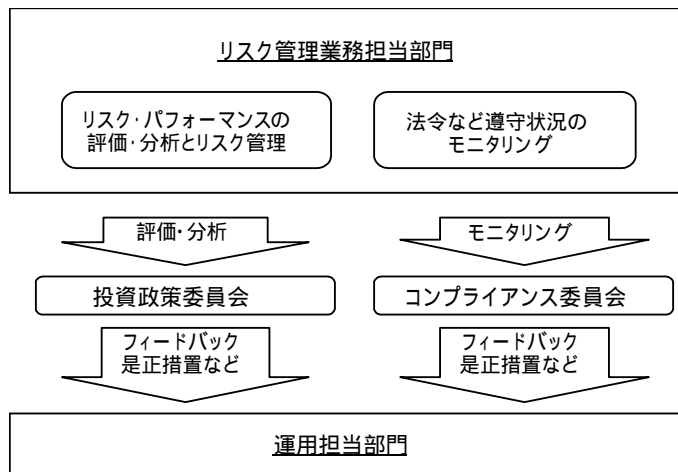 リスク管理業務担当部門
リスク・パフォーマンスの
評価・分析とリスク管理
法令など遵守状況の
モニタリング
評価・分析
モニタリング
投資政策委員会
コンプライアンス委員会
フィードバック
是正措置など
フィードバック
是正措置など
運用担当部門